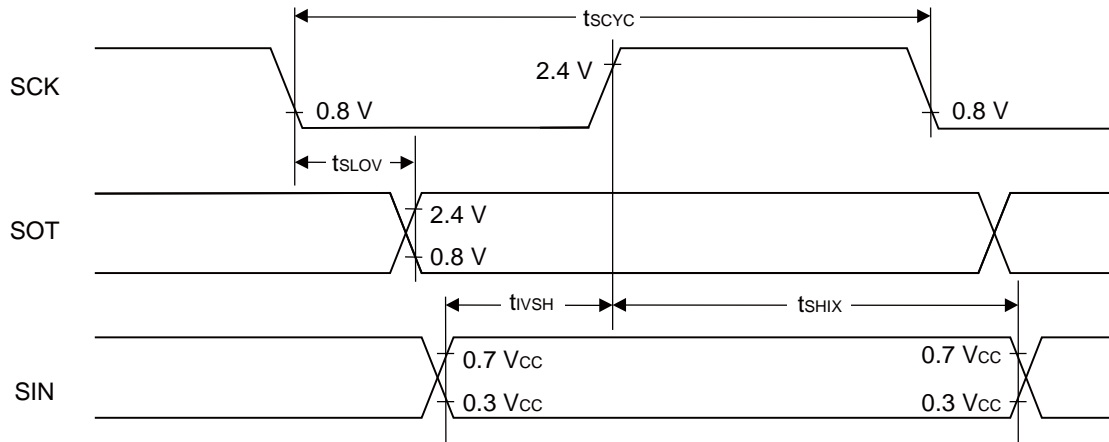 tSCYC
SCK
2.4 V
0.8 V
0.8 V
tSLOV
SOT
2.4 V
0.8 V
tIVSH
tSHIX
SIN
0.7 VCC
0.7 VCC
0.3 VCC
0.3 VCC